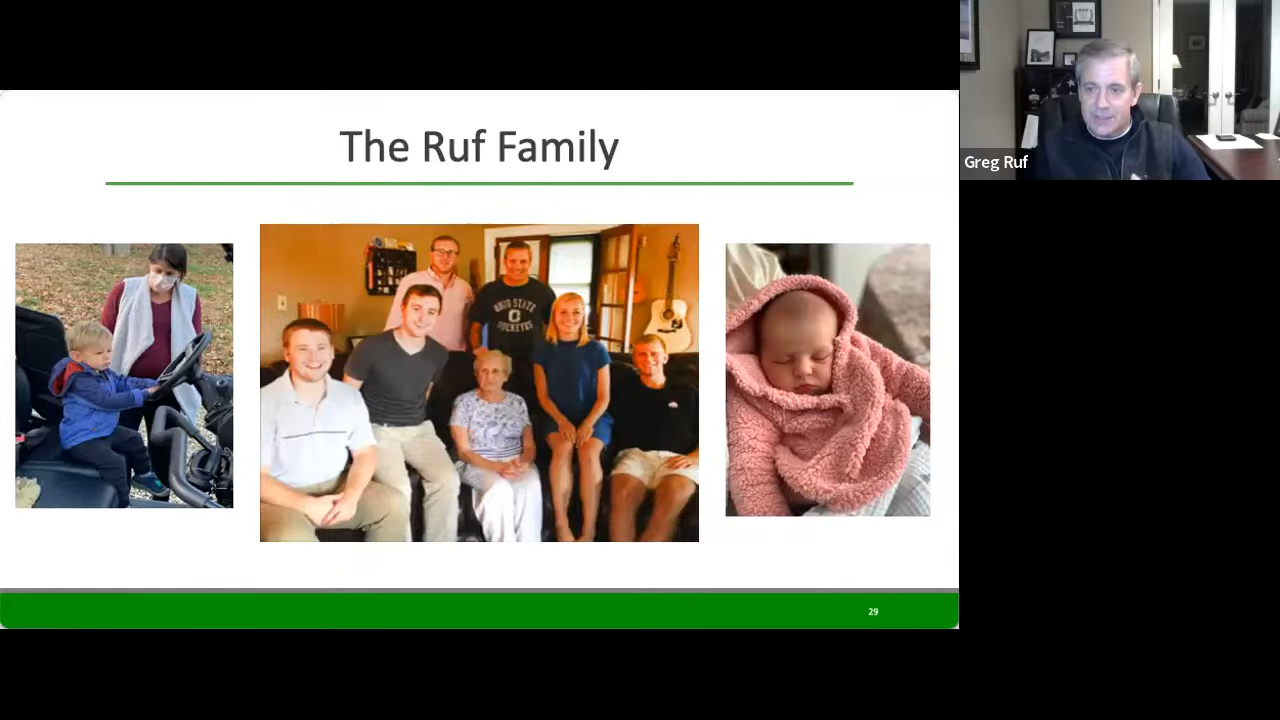 The Ruf Family
Greg Ruf
OHIO STATE
BUCKEYES
29